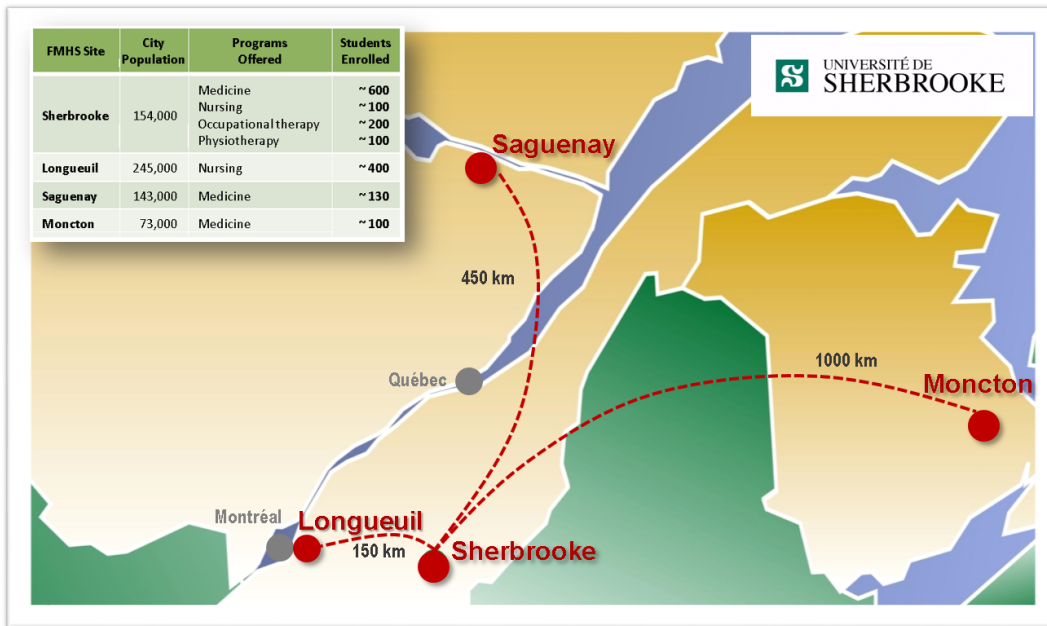 FMHS Site City Population Programs Offered Students Enrolled
Sherbrooke 154,000 Medicine ~ 600
Nursing ~ 100
Occupational therapy ~ 200
Physiotherapy ~ 100
Longueuil 245,000 Nursing ~ 400
Saguenay 143,000 Medicine ~ 130
Moncton 73,000 Medicine ~ 100
UNIVERSITÉ DE
SHERBROOKE
Saguenay
450 km
1000 km
Québec
Moncton
Montréal
Longueuil
150 km
Sherbrooke